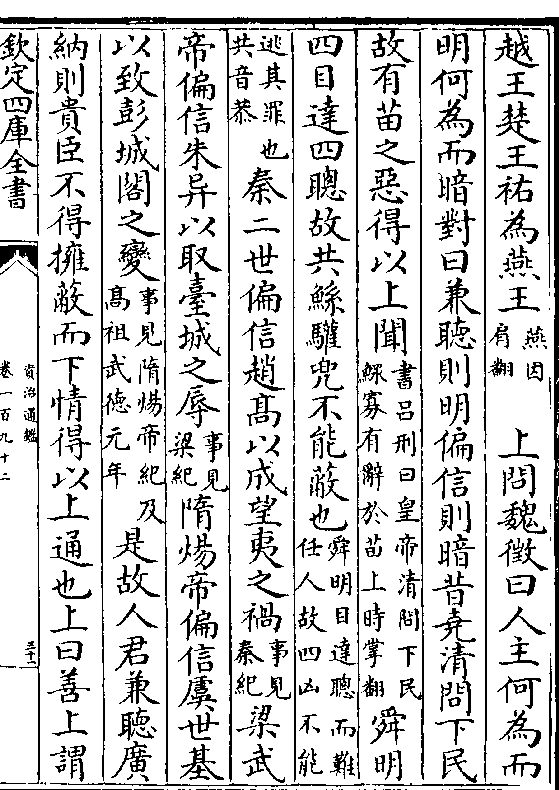 越王楚王祐為燕王燕因
肩翻上問魏徵曰人主何為而
明何為而暗對曰兼聽則明偏信則暗昔堯清問下民
故有苗之惡得以上聞書吕刑曰皇帝清問下民
鰥寡有辭於苗上時掌翻舜明
四目達四聰故共鯀驩兜不能蔽也舜明目達聰而難
任人故四凶不能
逃其罪也
共音恭秦二世偏信趙髙以成望夷之禍事見
秦紀梁武
帝偏信朱异以取臺城之辱事見
梁紀隋煬帝偏信虞世基
以致彭城閣之變事見隋煬帝紀及
髙祖武德元年是故人君兼聽廣
納則貴臣不得擁蔽而下情得以上通也上曰善上謂
欽定四庫全書
資治通鑑
卷一百九十二